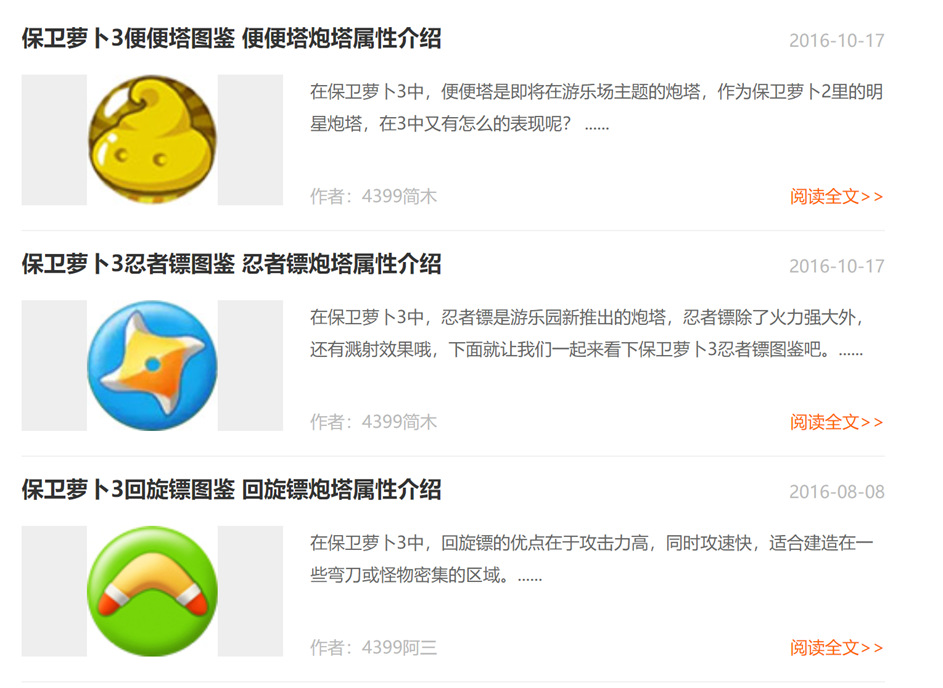 保卫萝卜3便便塔图鉴 便便塔炮塔属性介绍
2016-10-17
在保卫萝卜3中，便便塔是即将在游乐场主题的炮塔，作为保卫萝卜2里的明
星炮塔，在3中又有怎么的表现呢？ ......
作者：4399简木
阅读全文>>
保卫萝卜3忍者镖图鉴 忍者镖炮塔属性介绍
2016-10-17
在保卫萝卜3中，忍者镖是游乐园新推出的炮塔，忍者镖除了火力强大外，
还有溅射效果哦，下面就让我们一起来看下保卫萝卜3忍者镖图鉴吧。......
作者：4399简木
阅读全文>>
保卫萝卜3回旋镖图鉴 回旋镖炮塔属性介绍
2016-08-08
在保卫萝卜3中，回旋镖的优点在于攻击力高，同时攻速快，适合建造在一
些弯刀或怪物密集的区域。......
作者：4399阿三
阅读全文>>